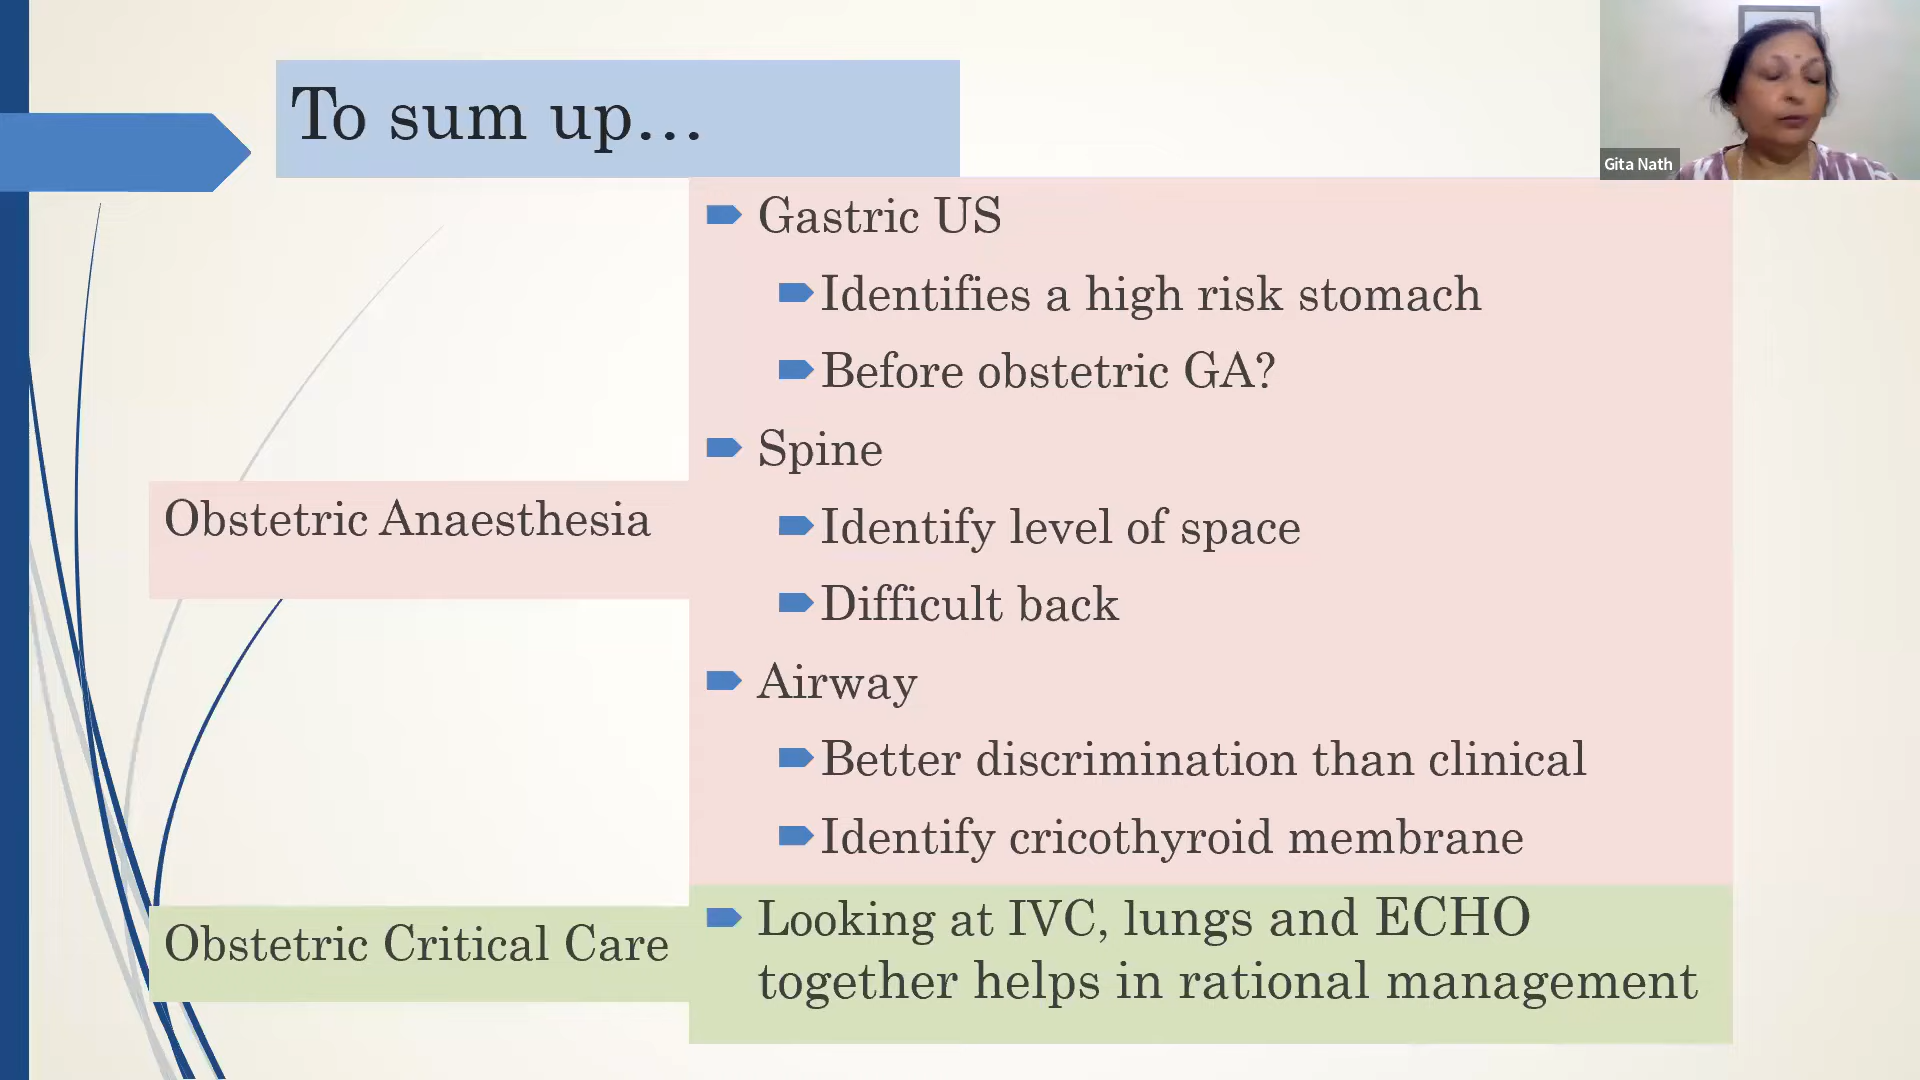 To sum up...
Gita Nath
Gastric US
Identifies a high risk stomach
Before obstetric GA?
Spine
Identify level of space
Difficult back
Airway
Better discrimination than clinical
Identify cricothyroid membrane
Obstetric Anaesthesia
Obstetric Critical Care
Looking at IVC, lungs and ECHO
together helps in rational management